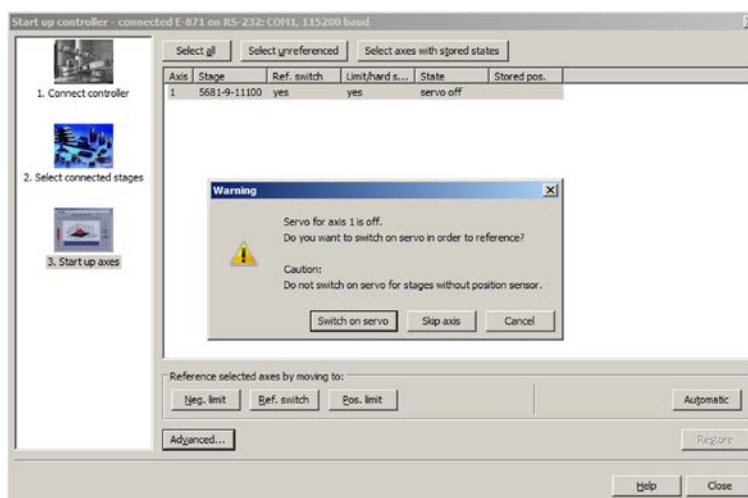 Start up controller - connected E-871 on RS-232: COM1, 115200 baud
Select all
Select unreferenced
Select axes with stored states
Axis Stage Ref. switch Limit/hard s... State Stored pos.
1 5681-9-11100 yes yes servo off
1. Connect controller
2. Select connected stages
3. Start up axes
Warning
Servo for axis 1 is off.
Do you want to switch on servo in order to reference?
Caution:
Do not switch on servo for stages without position sensor.
Switch on servo
Skip axis
Cancel
Reference selected axes by moving to:
Neg. limit
Ref. switch
Pos. limit
Automatic
Advanced...
Restore
Help
Close